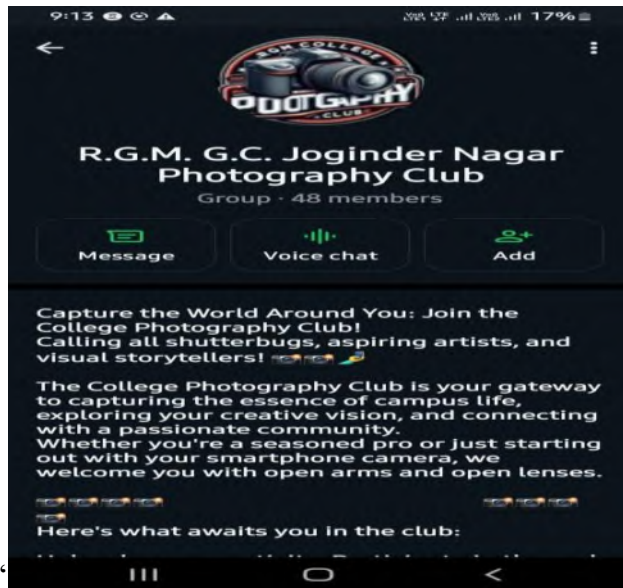 9:13
17%
RGM COLLEGE
ODOTGAPHY
CLUB
R.G.M. G.C. Joginder Nagar
Photography Club
Group · 48 members
Message Voice chat Add
Capture the World Around You: Join the
College Photography Club!
Calling all shutterbugs, aspiring artists, and
visual storytellers! 📸📸🤳
The College Photography Club is your gateway
to capturing the essence of campus life,
exploring your creative vision, and connecting
with a passionate community.
Whether you're a seasoned pro or just starting
out with your smartphone camera, we
welcome you with open arms and open lenses.
📸📸📸📸 📸📸📸
📸
Here's what awaits you in the club: